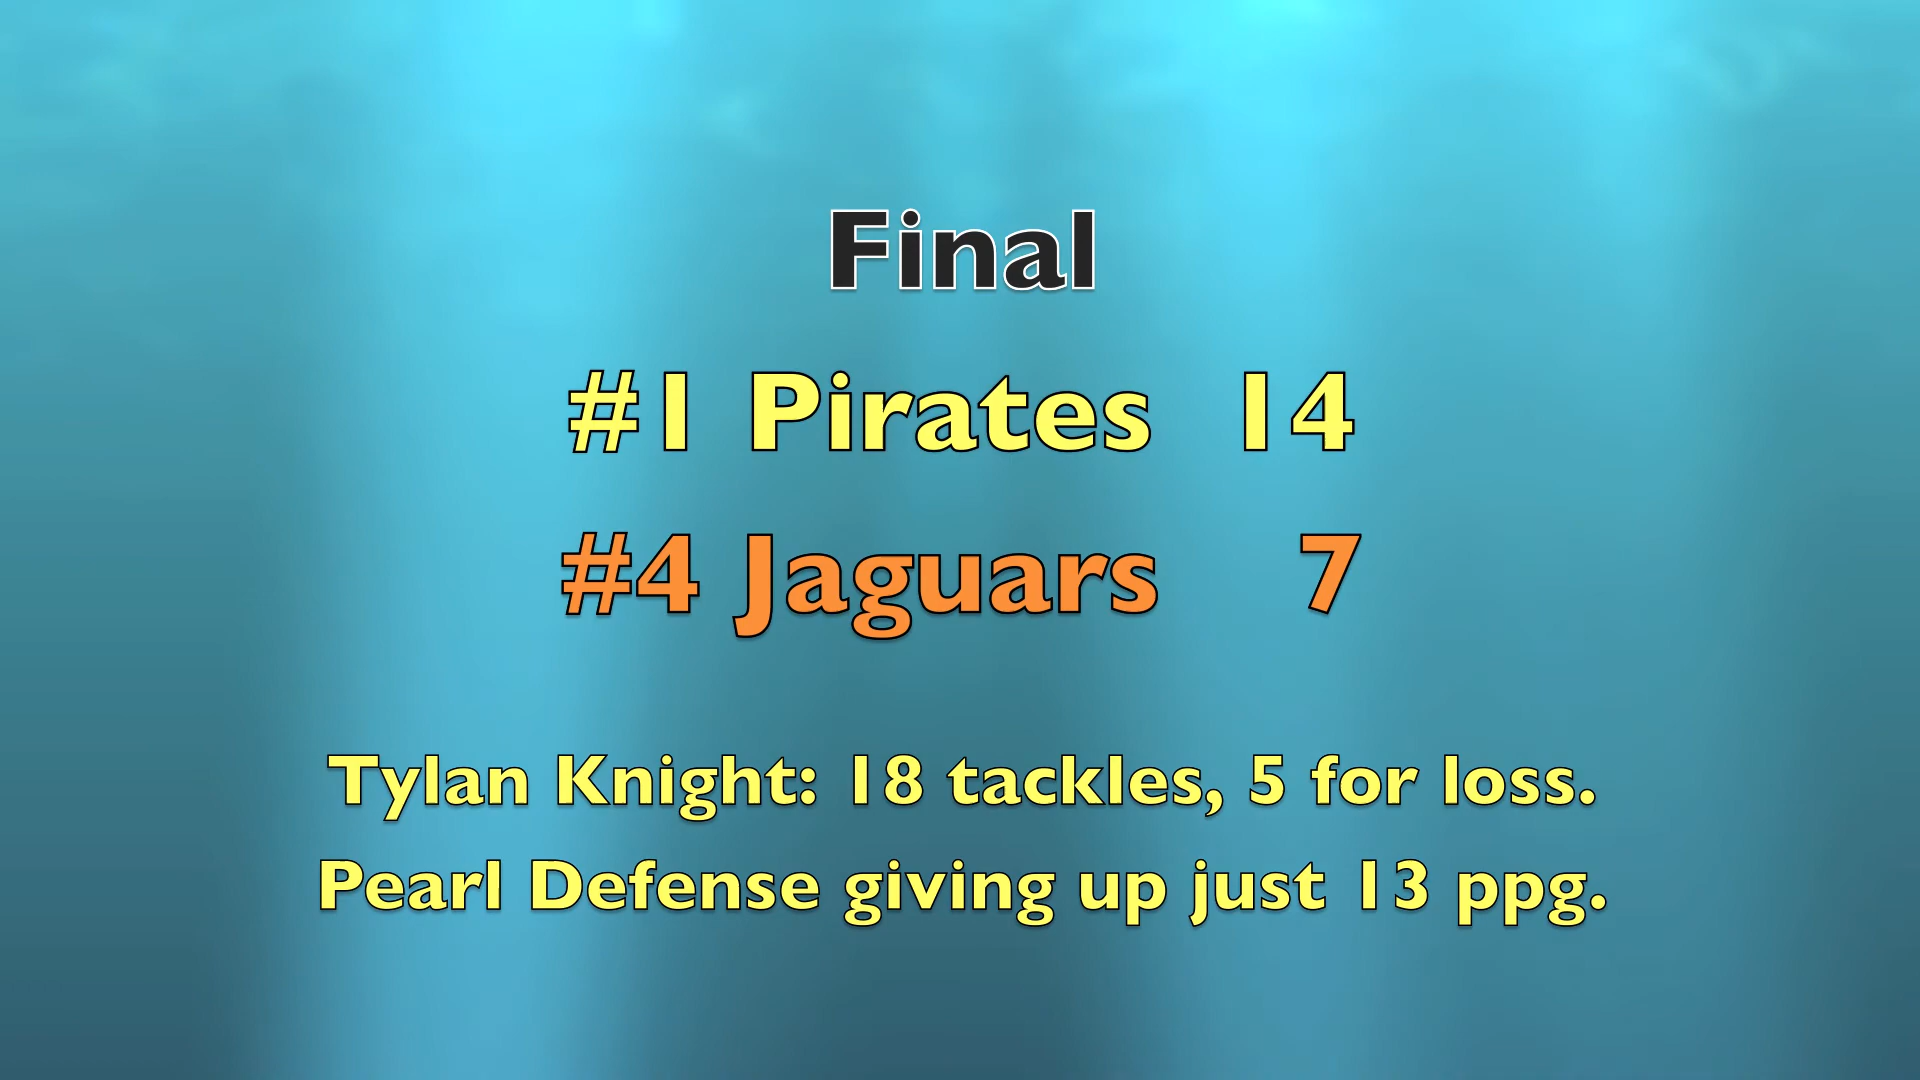 Final
#1 Pirates 14
#4 Jaguars 7
Tylan Knight: 18 tackles, 5 for loss.
Pearl Defense giving up just 13 ppg.